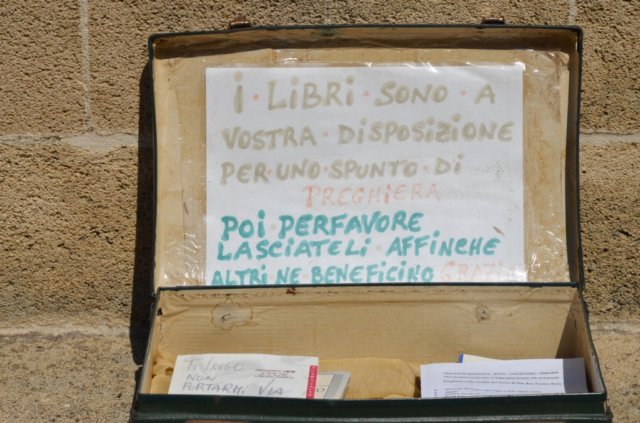 i · LiBRi · SONO · A
VOSTRA · DISPOSIZIONE
PER · UNO · SPUNTO · Di
PREGHIERA
POi · PERFAVORE
LASCIATELI · AFFINCHE
ALTRI NE BENEFICINO GRAZI
Ti PREGO
NON
PORTARMi VIA